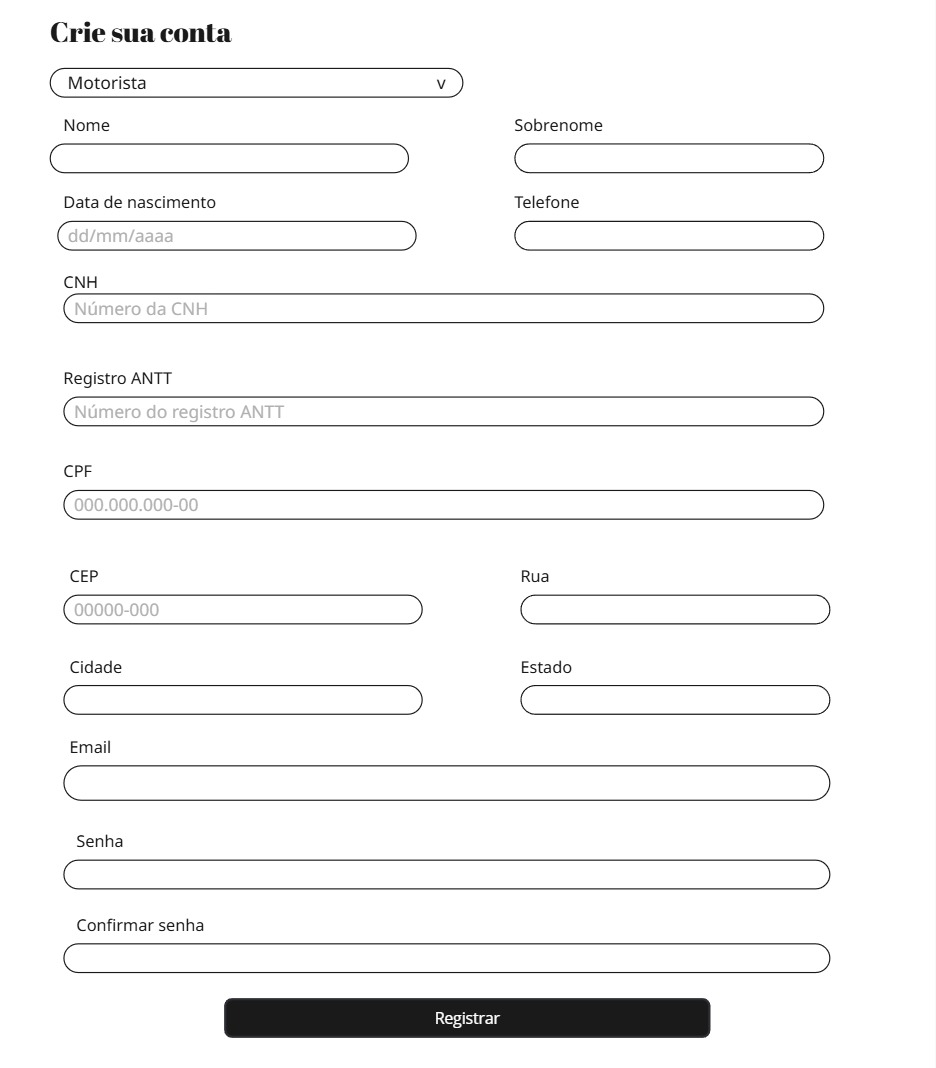 Crie sua conta
Motorista v
Nome Sobrenome
Data de nascimento Telefone
dd/mm/aaaa
CNH
Número da CNH
Registro ANTT
Número do registro ANTT
CPF
000.000.000-00
CEP Rua
00000-000
Cidade Estado
Email
Senha
Confirmar senha
Registrar